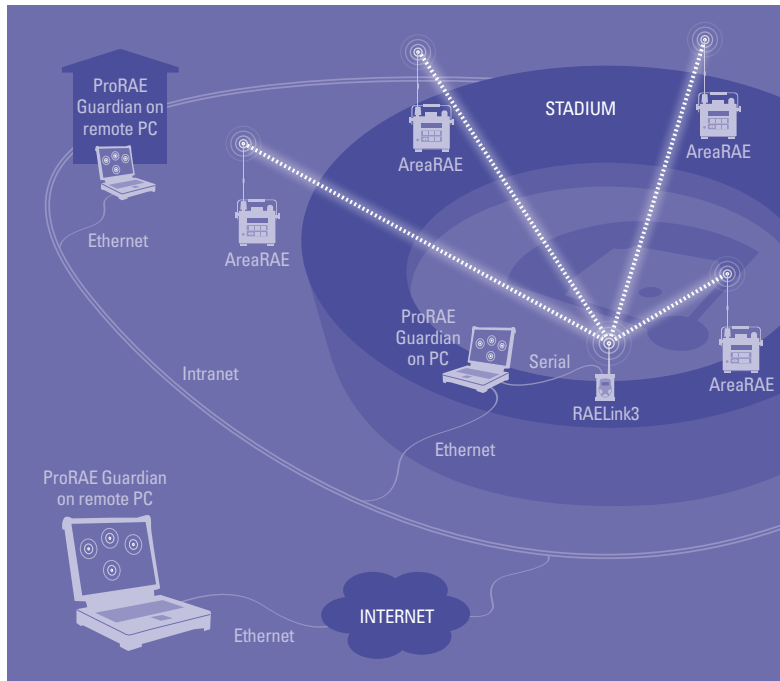 ProRAE
Guardian on
remote PC
Ethernet
STADIUM
AreaRAE
AreaRAE
AreaRAE
ProRAE
Guardian
on PC
Serial
AreaRAE
RAELink3
Intranet
Ethernet
ProRAE Guardian
on remote PC
Ethernet
INTERNET